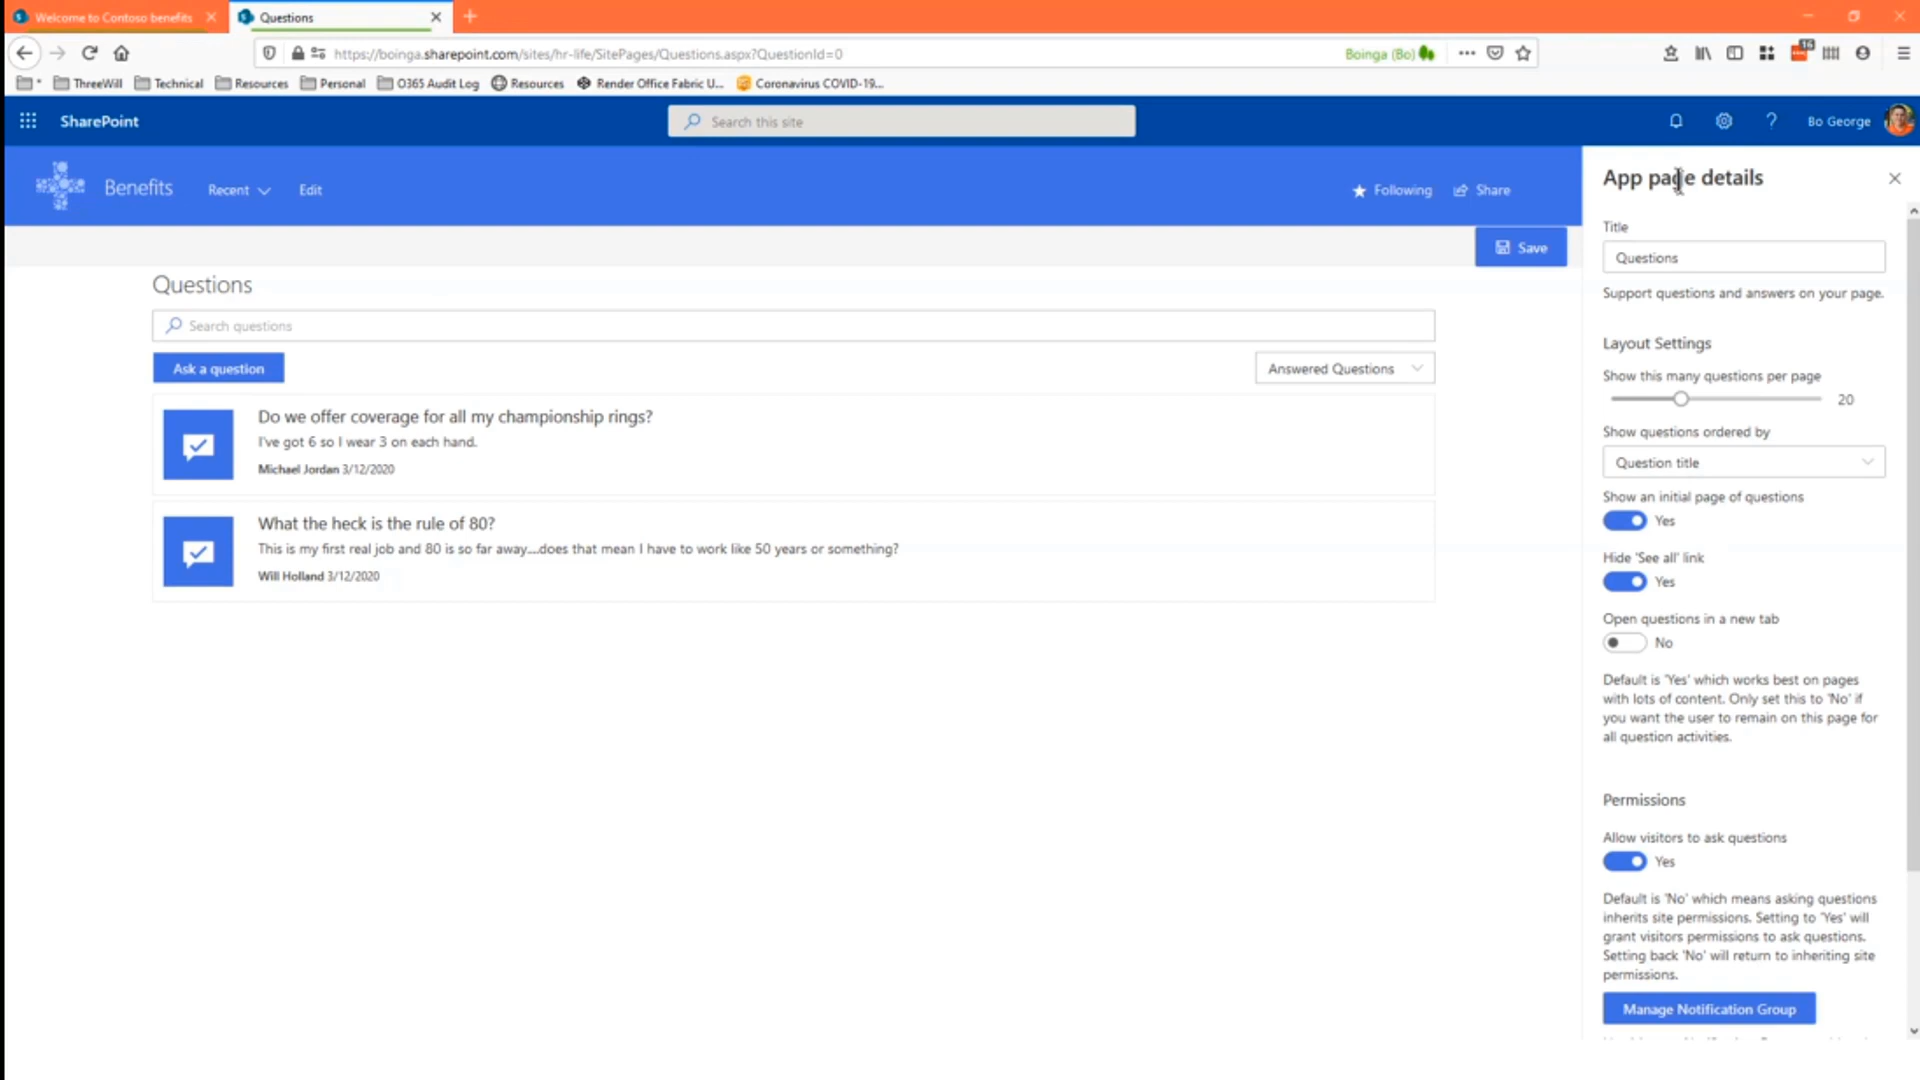 Welcome to Contoso benefits
Questions
https://boinga.sharepoint.com/sites/hr-life/SitePages/Questions.aspx?QuestionId=0
Boinga (Bo)
ThreeWill
Technical
Resources
Personal
O365 Audit Log
Resources
Render Office Fabric U...
Coronavirus COVID-19...
SharePoint
Search this site
Bo George
Benefits
Recent
Edit
Following
Share
Save
Questions
Search questions
Ask a question
Answered Questions
Do we offer coverage for all my championship rings?
I've got 6 so I wear 3 on each hand.
Michael Jordan 3/12/2020
What the heck is the rule of 80?
This is my first real job and 80 is so far away....does that mean I have to work like 50 years or something?
Will Holland 3/12/2020
App page details
Title
Questions
Support questions and answers on your page.
Layout Settings
Show this many questions per page
20
Show questions ordered by
Question title
Show an initial page of questions
Yes
Hide 'See all' link
Yes
Open questions in a new tab
No
Default is 'Yes' which works best on pages
with lots of content. Only set this to 'No' if
you want the user to remain on this page for
all question activities.
Permissions
Allow visitors to ask questions
Yes
Default is 'No' which means asking questions
inherits site permissions. Setting to 'Yes' will
grant visitors permissions to ask questions.
Setting back 'No' will return to inheriting site
permissions.
Manage Notification Group